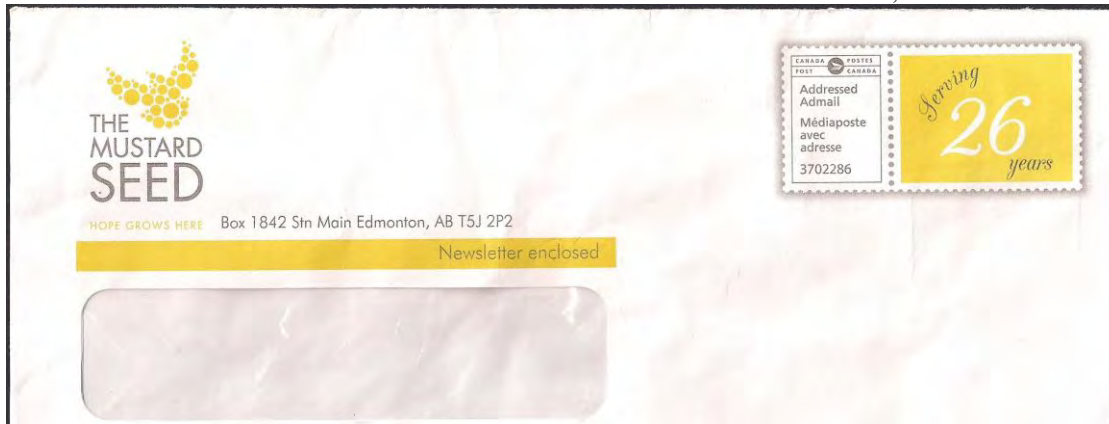 THE
MUSTARD
SEED
HOPE GROWS HERE
Box 1842 Stn Main Edmonton, AB T5J 2P2
Newsletter enclosed
CANADA POSTES
POST CANADA
Addressed
Admail
Médiaposte
avec
adresse
3702286
Serving
26
years